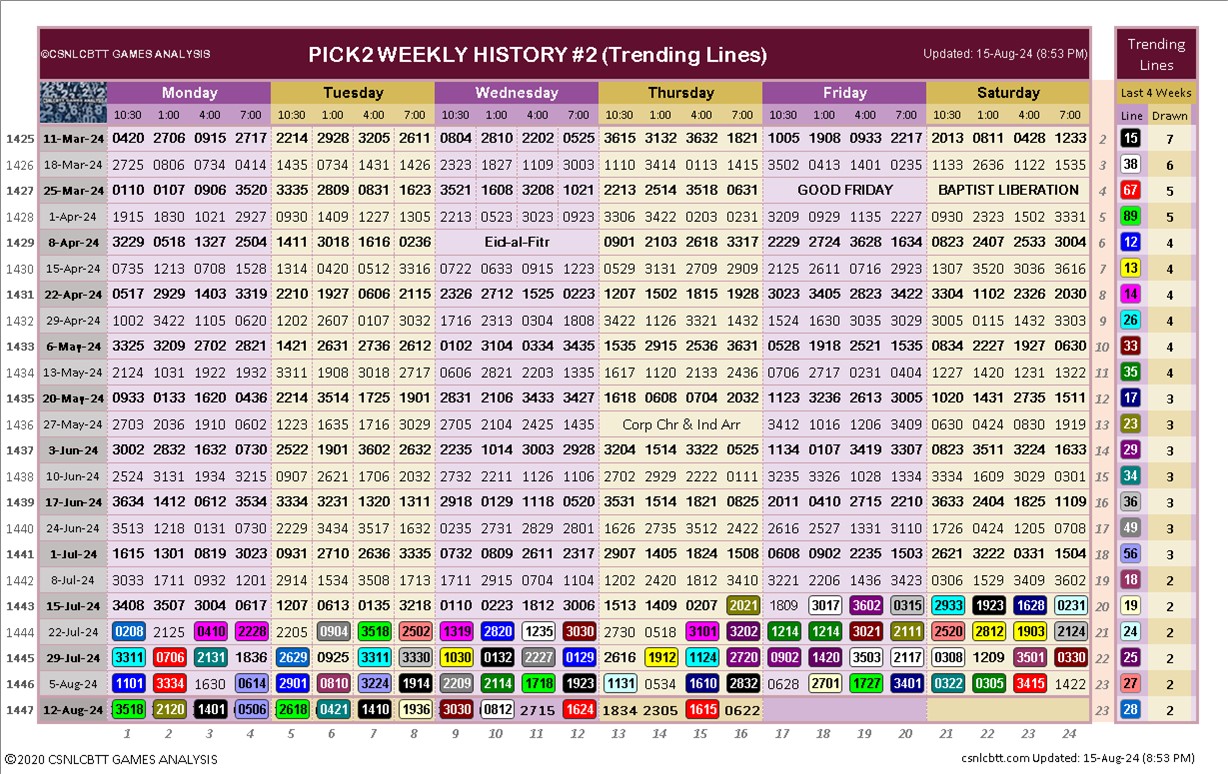 ©CSNLCBTT GAMES ANALYSIS PICK2 WEEKLY HISTORY #2 (Trending Lines) Updated: 15-Aug-24 (8:53 PM) Trending
Lines
Monday Tuesday Wednesday Thursday Friday Saturday Last 4 Weeks
10:30 1:00 4:00 7:00 10:30 1:00 4:00 7:00 10:30 1:00 4:00 7:00 10:30 1:00 4:00 7:00 10:30 1:00 4:00 7:00 10:30 1:00 4:00 7:00 Line Drawn
1425 11-Mar-24 0420 2706 0915 2717 2214 2928 3205 2611 0804 2810 2202 0525 3615 3132 3632 1821 1005 1908 0933 2217 2013 0811 0428 1233 2 15 7
1426 18-Mar-24 2725 0806 0734 0414 1435 0734 1431 1426 2323 1827 1109 3003 1110 3414 0113 1415 3502 0413 1401 0235 1133 2636 1122 1535 3 38 6
1427 25-Mar-24 0110 0107 0906 3520 3335 2809 0831 1623 3521 1608 3208 1021 2213 2514 3518 0631 GOOD FRIDAY BAPTIST LIBERATION 4 67 5
1428 1-Apr-24 1915 1830 1021 2927 0930 1409 1227 1305 2213 0523 3023 0923 3306 3422 0203 0231 3209 0929 1135 2227 0930 2323 1502 3331 5 89 5
1429 8-Apr-24 3229 0518 1327 2504 1411 3018 1616 0236 Eid-al-Fitr 0901 2103 2618 3317 2229 2724 3628 1634 0823 2407 2533 3004 6 12 4
1430 15-Apr-24 0735 1213 0708 1528 1314 0420 0512 3316 0722 0633 0915 1223 0529 3131 2709 2909 2125 2611 0716 2923 1307 3520 3036 3616 7 13 4
1431 22-Apr-24 0517 2929 1403 3319 2210 1927 0606 2115 2326 2712 1525 0223 1207 1502 1815 1928 3023 3405 2823 3422 3304 1102 2326 2030 8 14 4
1432 29-Apr-24 1002 3422 1105 0620 1202 2607 0107 3032 1716 2313 0304 1808 3422 1126 3321 1432 1524 1630 3035 3029 3005 0115 1432 3303 9 26 4
1433 6-May-24 3325 3209 2702 2821 1421 2631 2736 2612 0102 3104 0334 3435 1535 2915 2536 3631 0528 1918 2521 1535 0834 2227 1927 0630 10 33 4
1434 13-May-24 2124 1031 1922 1932 3311 1908 3018 2717 0606 2821 2203 1335 1617 1120 2133 2436 0706 2717 0231 0404 1227 1420 1231 1322 11 35 4
1435 20-May-24 0933 0133 1620 0436 2214 3514 1725 1901 2831 2106 3433 3427 1618 0608 0704 2032 1123 3236 2613 3005 1020 1431 2735 1511 12 17 3
1436 27-May-24 2703 2036 1910 0602 1223 1635 1716 3029 2705 2104 2425 1435 Corp Chr & Ind Arr 3412 1016 1206 3409 0630 0424 0830 1919 13 23 3
1437 3-Jun-24 3002 2832 1632 0730 2522 1901 3602 2632 2235 1014 3003 2928 3204 1514 3322 0525 1134 0107 3419 3307 0823 3511 3224 1633 14 29 3
1438 10-Jun-24 2524 3131 1934 3215 0907 2621 1706 2032 2732 2211 1126 1106 2702 2929 2222 0111 3235 3326 1028 1334 3334 1609 3029 0301 15 34 3
1439 17-Jun-24 3634 1412 0612 3534 3334 3231 1320 1311 2918 0129 1118 0520 3531 1514 1821 0825 2011 0410 2715 2210 3633 2404 1825 1109 16 36 3
1440 24-Jun-24 3513 1218 0131 0730 2229 3434 3517 1632 0235 2731 2829 2801 1626 2735 3512 2422 2616 2527 1331 3110 1726 0424 1205 0708 17 49 3
1441 1-Jul-24 1615 1301 0819 3023 0931 2710 2636 3335 0732 0809 2611 2317 2907 1405 1824 1508 0608 0902 2235 1503 2621 3222 0331 1504 18 56 3
1442 8-Jul-24 3033 1711 0932 1201 2914 1534 3508 1713 1711 2915 0704 1104 1202 2420 1812 3410 3221 2206 1436 3423 0306 1529 3409 3602 19 18 2
1443 15-Jul-24 3408 3507 3004 0617 1207 0613 0135 3218 0110 0223 1812 3006 1513 1409 0207 2021 1809 3017 3602 0315 2933 1923 1628 0231 20 19 2
1444 22-Jul-24 0208 2125 0410 2228 2205 0904 3518 2502 1319 2820 1235 3030 2730 0518 3101 3202 1214 1214 3021 2111 2520 2812 1903 2124 21 24 2
1445 29-Jul-24 3311 0706 2131 1836 2629 0925 3311 3330 1030 0132 2227 0129 2616 1912 1124 2720 0902 1420 3503 2117 0308 1209 3501 0330 22 25 2
1446 5-Aug-24 1101 3334 1630 0614 2901 0810 3224 1914 2209 2114 1718 1923 1131 0534 1610 2832 0628 2701 1727 3401 0322 0305 3415 1422 23 27 2
1447 12-Aug-24 3518 2120 1401 0506 2618 0421 1410 1936 3030 0812 2715 1624 1834 2305 1615 0622 23 28 2
1 2 3 4 5 6 7 8 9 10 11 12 13 14 15 16 17 18 19 20 21 22 23 24
©2020 CSNLCBTT GAMES ANALYSIS csnlcbtt.com Updated: 15-Aug-24 (8:53 PM)